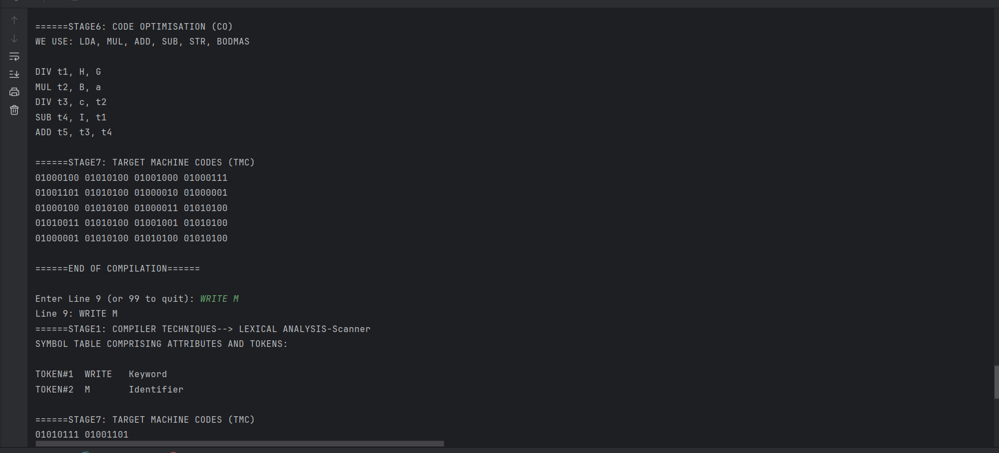 ======STAGE6: CODE OPTIMISATION (CO)
WE USE: LDA, MUL, ADD, SUB, STR, BODMAS
DIV t1, H, G
MUL t2, B, a
DIV t3, c, t2
SUB t4, I, t1
ADD t5, t3, t4
======STAGE7: TARGET MACHINE CODES (TMC)
01000100 01010100 01001000 01000111
01001101 01010100 01000010 01000001
01000100 01010100 01000011 01010100
01010011 01010100 01001001 01010100
01000001 01010100 01010100 01010100
======END OF COMPILATION======
Enter Line 9 (or 99 to quit): WRITE M
Line 9: WRITE M
======STAGE1: COMPILER TECHNIQUES--> LEXICAL ANALYSIS-Scanner
SYMBOL TABLE COMPRISING ATTRIBUTES AND TOKENS:
TOKEN#1  WRITE   Keyword
TOKEN#2  M       Identifier
======STAGE7: TARGET MACHINE CODES (TMC)
01010111 01001101